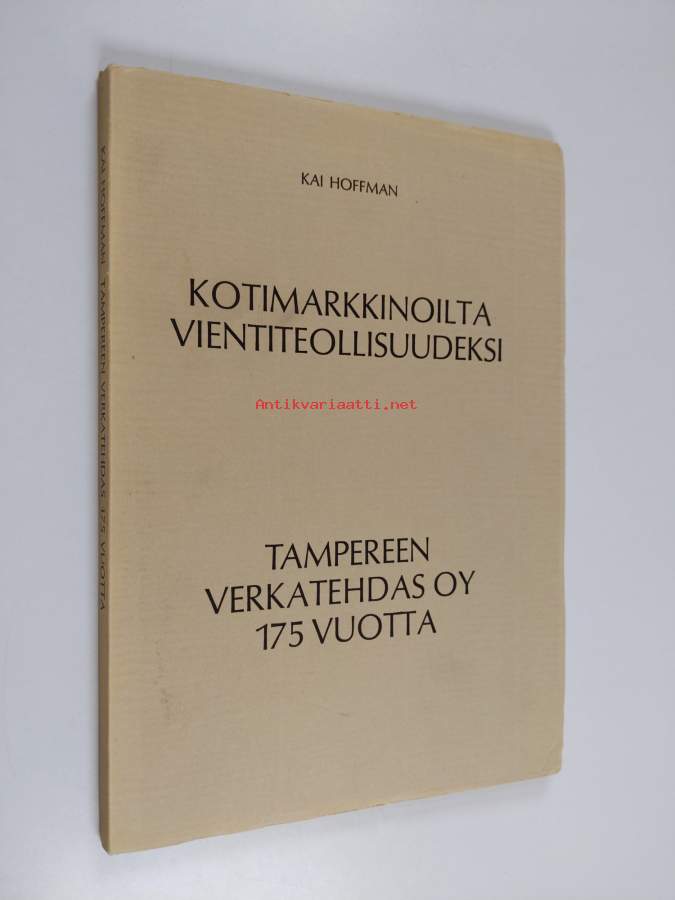 KAI HOFFMAN
KOTIMARKKINOILTA
VIENTITEOLLISUUDEKSI
Antikvariaatti.net
TAMPEREEN
VERKATEHDAS OY
175 VUOTTA
KAI HOFFMAN TAMPEREEN VERKATEHDAS 175 VUOTTA